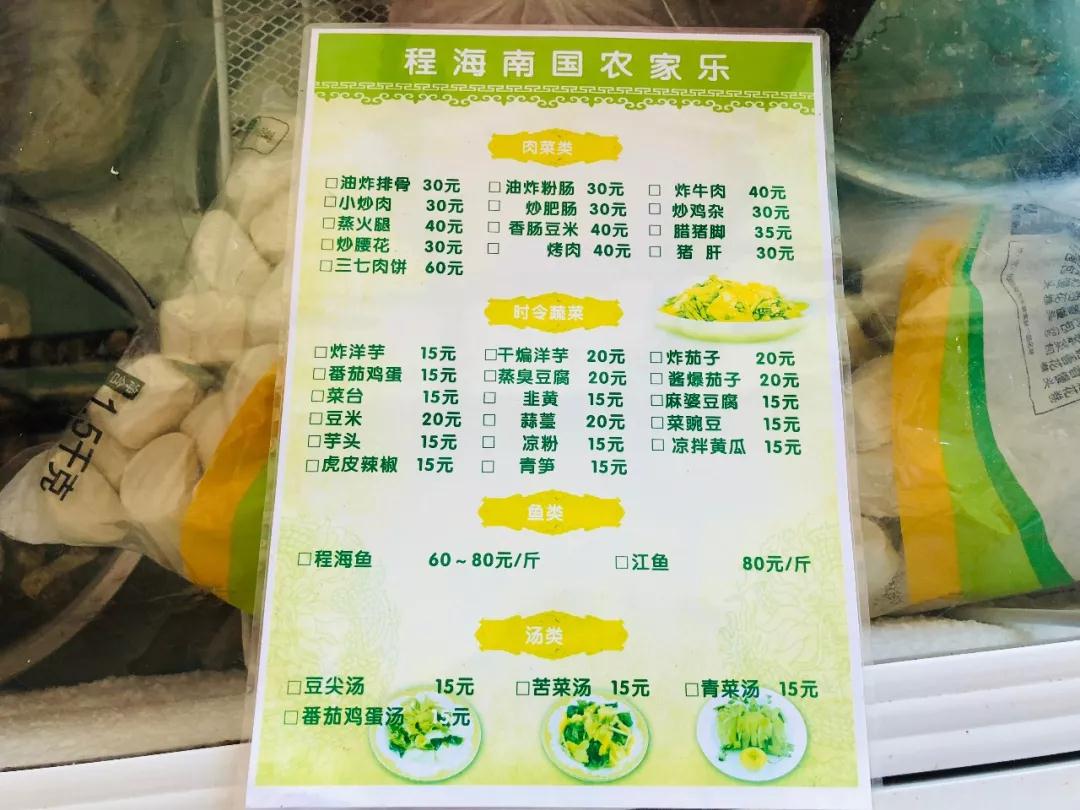 程海南国农家乐
肉菜类
□油炸排骨 30元 □油炸粉肠 30元 □ 炸牛肉 40元
□小炒肉 30元 □ 炒肥肠 30元 □ 炒鸡杂 30元
□蒸火腿 40元 □ 香肠豆米 40元 □ 腊猪脚 35元
□炒腰花 30元 □ 烤肉 40元 □ 猪肝 30元
□三七肉饼 60元
时令蔬菜
□炸洋芋 15元 □干煸洋芋 20元 □炸茄子 20元
□番茄鸡蛋 15元 □蒸臭豆腐 20元 □酱爆茄子 20元
□菜台 15元 □ 韭黄 15元 □麻婆豆腐 15元
□豆米 20元 □ 蒜蔓 20元 □菜豌豆 15元
□芋头 15元 □ 凉粉 15元 □凉拌黄瓜 15元
□虎皮辣椒 15元 □ 青笋 15元
鱼类
□程海鱼 60~80元/斤 □江鱼 80元/斤
汤类
□豆尖汤 15元 □苦菜汤 15元 □青菜汤 15元
□番茄鸡蛋汤 15元
净含量
1.5千克